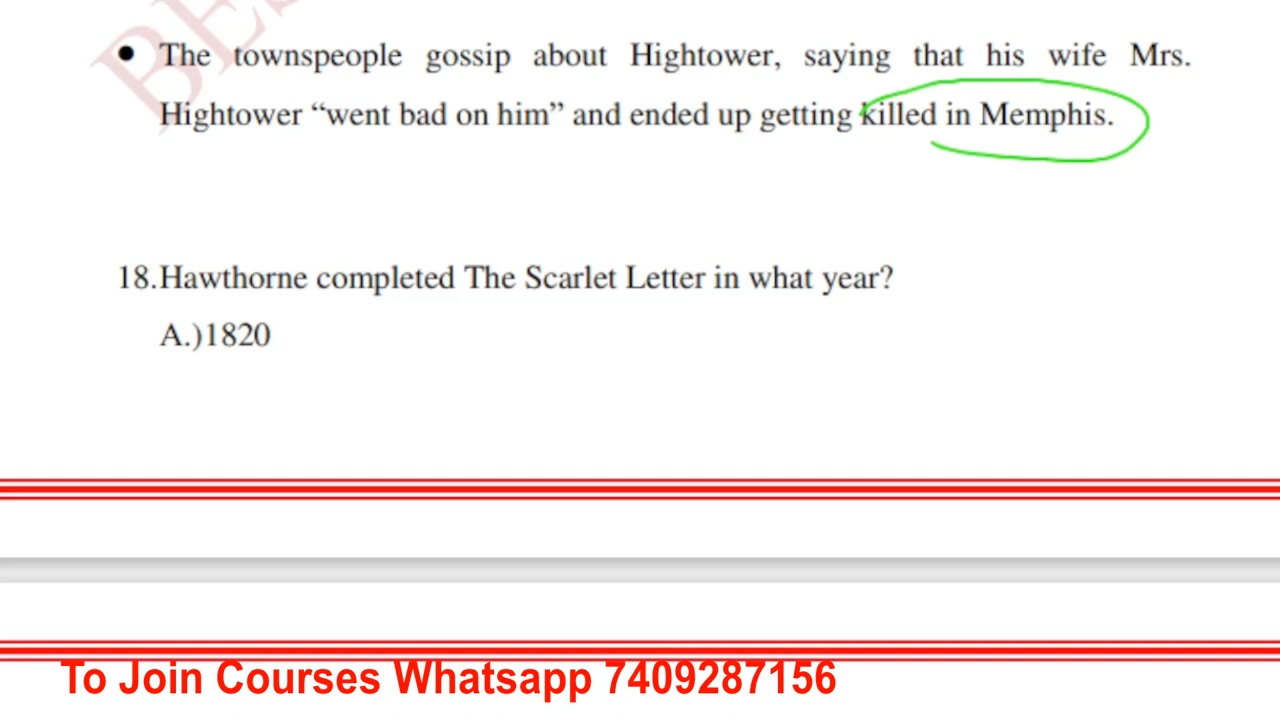 • The townspeople gossip about Hightower, saying that his wife Mrs.
Hightower “went bad on him” and ended up getting killed in Memphis.
18.Hawthorne completed The Scarlet Letter in what year?
A.)1820
To Join Courses Whatsapp 7409287156